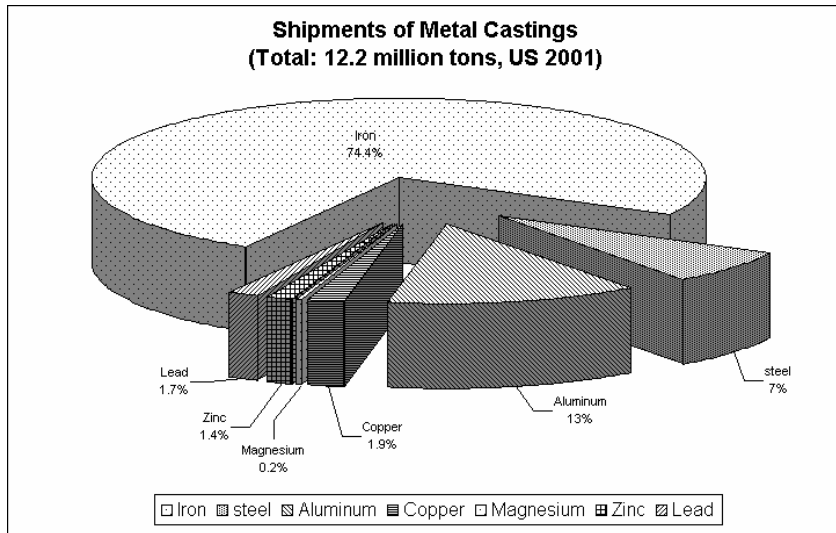 Shipments of Metal Castings
(Total: 12.2 million tons, US 2001)
Iron
74.4%
Lead
1.7%
Zinc
1.4%
Magnesium
0.2%
Copper
1.9%
Aluminum
13%
steel
7%
Iron steel Aluminum Copper Magnesium Zinc Lead